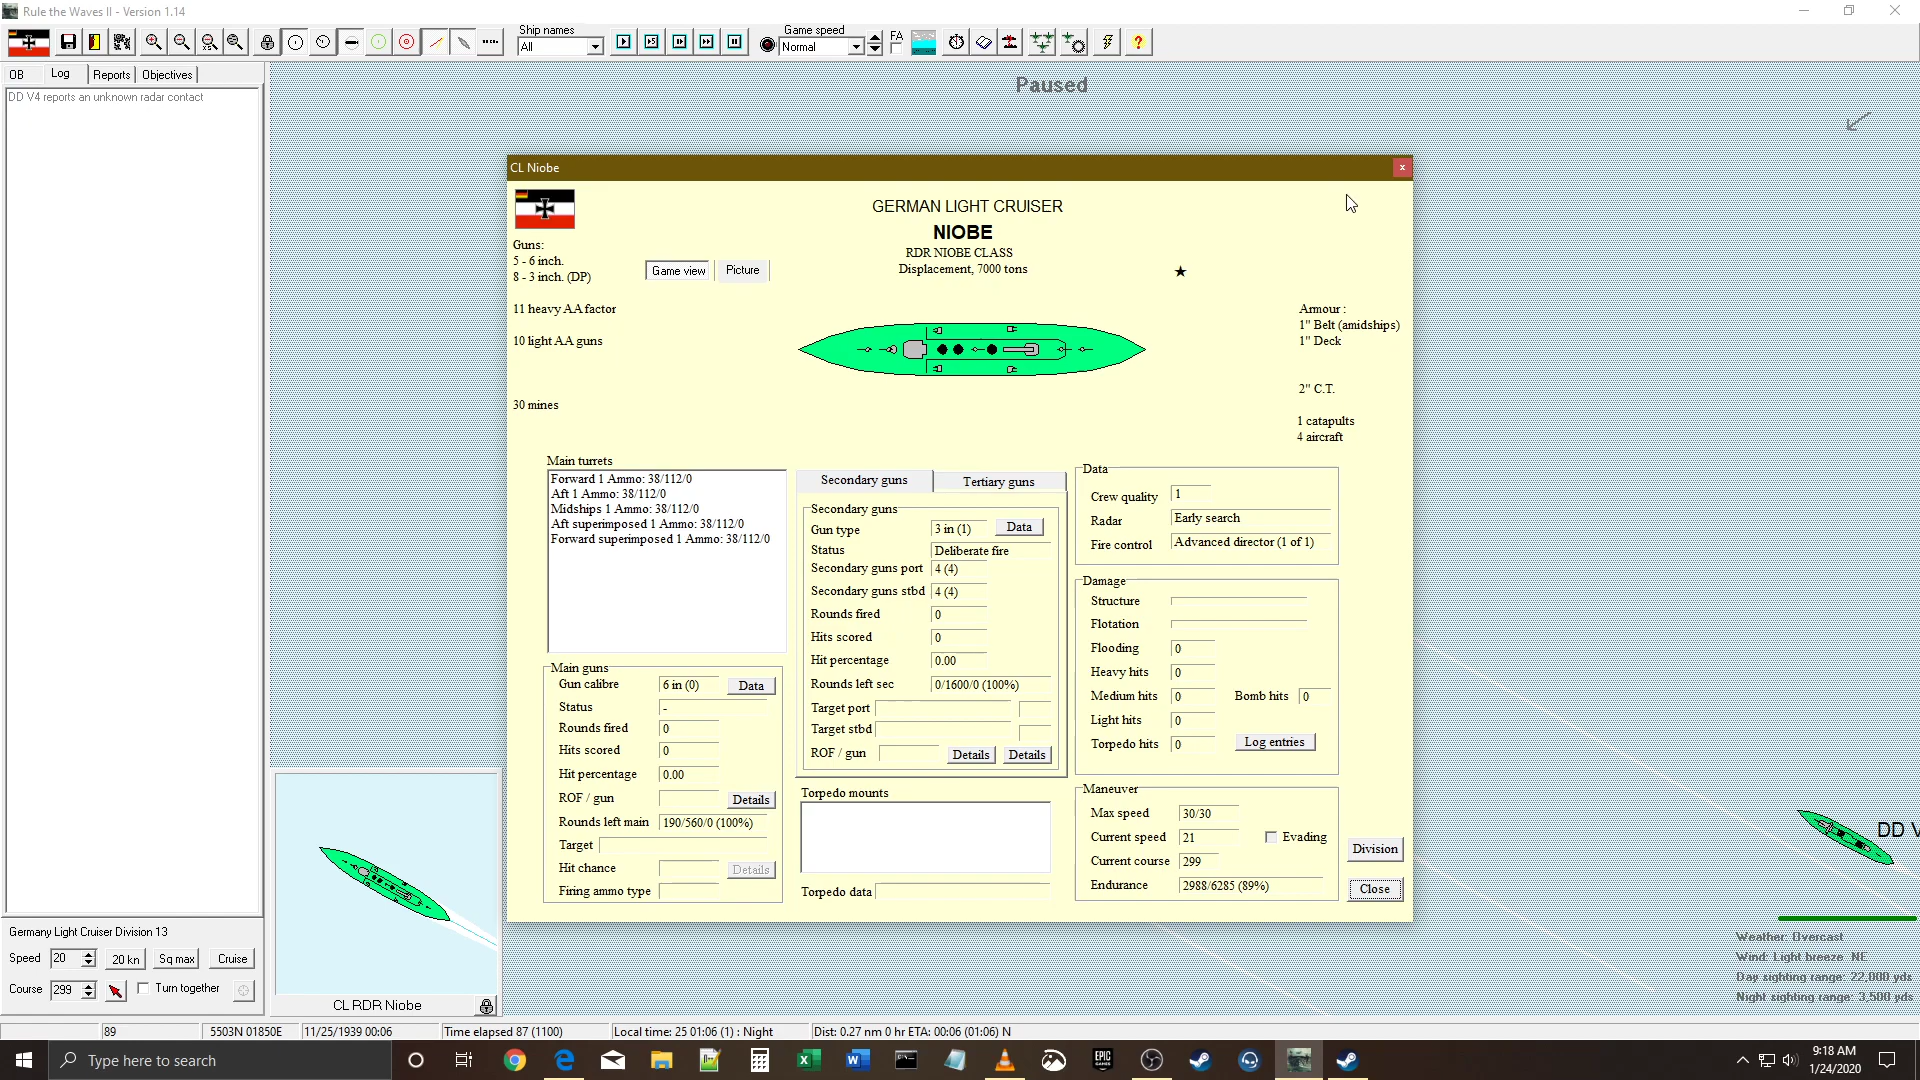 Rule the Waves II - Version 1.14
Ship names
All
Game speed
Normal
FA
OB
Log
Reports
Objectives
DD V4 reports an unknown radar contact
Paused
CL Niobe
GERMAN LIGHT CRUISER
NIOBE
RDR NIOBE CLASS
Displacement, 7000 tons
Guns:
5 - 6 inch.
8 - 3 inch. (DP)
Game view
Picture
11 heavy AA factor
10 light AA guns
30 mines
Armour :
1" Belt (amidships)
1" Deck
2" C.T.
1 catapults
4 aircraft
Main turrets
Forward 1 Ammo: 38/112/0
Aft 1 Ammo: 38/112/0
Midships 1 Ammo: 38/112/0
Aft superimposed 1 Ammo: 38/112/0
Forward superimposed 1 Ammo: 38/112/0
Main guns
Gun calibre 6 in (0) Data
Status -
Rounds fired 0
Hits scored 0
Hit percentage 0.00
ROF / gun Details
Rounds left main 190/560/0 (100%)
Target
Hit chance Details
Firing ammo type
Secondary guns
Tertiary guns
Secondary guns
Gun type 3 in (1) Data
Status Deliberate fire
Secondary guns port 4 (4)
Secondary guns stbd 4 (4)
Rounds fired 0
Hits scored 0
Hit percentage 0.00
Rounds left sec 0/1600/0 (100%)
Target port
Target stbd
ROF / gun Details Details
Torpedo mounts
Torpedo data
Data
Crew quality 1
Radar Early search
Fire control Advanced director (1 of 1)
Damage
Structure
Flotation
Flooding 0
Heavy hits 0
Medium hits 0 Bomb hits 0
Light hits 0
Torpedo hits 0 Log entries
Maneuver
Max speed 30/30
Current speed 21 Evading
Current course 299
Endurance 2988/6285 (89%)
Division
Close
DD V
Weather: Overcast
Wind: Light breeze NE
Day sighting range: 22,000 yds
Night sighting range: 3,500 yds
Germany Light Cruiser Division 13
Speed 20 20 kn Sq max Cruise
Course 299 Turn together
CL RDR Niobe
89
5503N 01850E
11/25/1939 00:06
Time elapsed 87 (1100)
Local time: 25 01:06 (1) : Night
Dist: 0.27 nm 0 hr ETA: 00:06 (01:06) N
Type here to search
EPIC GAMES
9:18 AM
1/24/2020